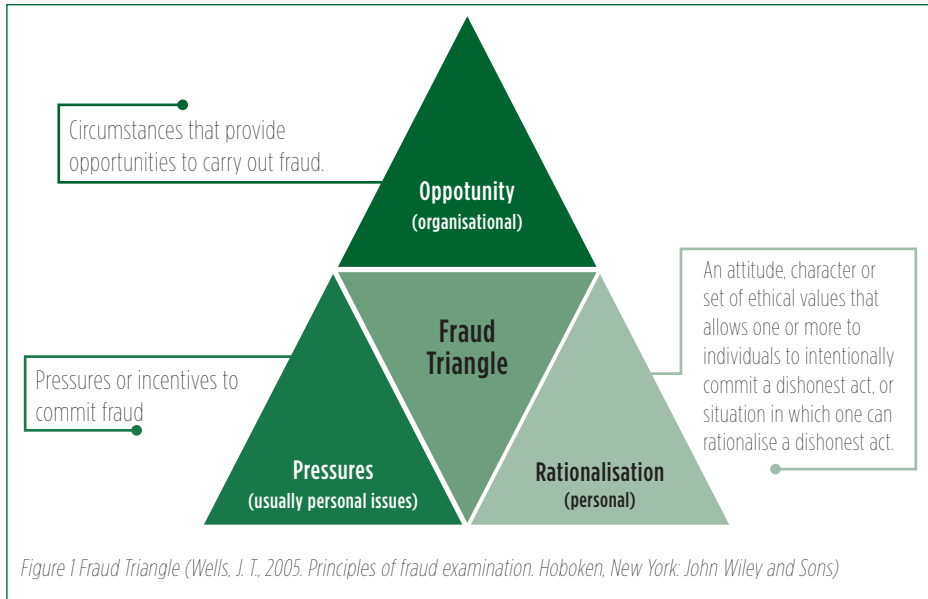 Circumstances that provide
opportunities to carry out fraud.
Oppotunity
(organisational)
An attitude, character or
set of ethical values that
allows one or more to
individuals to intentionally
commit a dishonest act, or
situation in which one can
rationalise a dishonest act.
Fraud
Triangle
Pressures or incentives to
commit fraud
Pressures
(usually personal issues)
Rationalisation
(personal)
Figure 1 Fraud Triangle (Wells, J. T., 2005. Principles of fraud examination. Hoboken, New York: John Wiley and Sons)